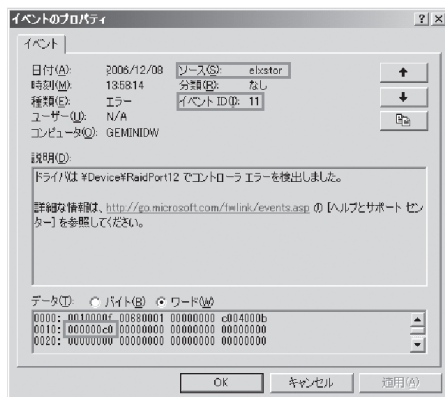 イベントのプロパティ
イベント
日付(A): 2006/12/08 ソース(S): elxstor
時刻(M): 13:58:14 分類(R): なし
種類(E): エラー イベント ID(I): 11
ユーザー(U): N/A
コンピュータ(O): GEMINIDW
説明(D):
ドライバは ¥Device¥RaidPort12 でコントローラ エラーを検出しました。
詳細な情報は、http://go.microsoft.com/fwlink/events.asp の [ヘルプとサポート セン
ター] を参照してください。
データ(T): バイト(B) ワード(W)
0000: 0010000f 00680001 00000000 c004000b
0010: 000000c0 00000000 00000000 00000000
0020: 00000000 00000000 00000000 00000000
OK キャンセル 適用(A)